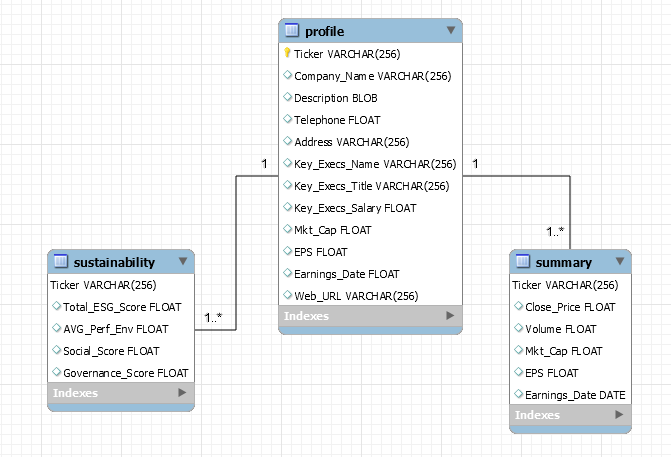 profile
Ticker VARCHAR(256)
Company_Name VARCHAR(256)
Description BLOB
Telephone FLOAT
Address VARCHAR(256)
Key_Execs_Name VARCHAR(256)
Key_Execs_Title VARCHAR(256)
Key_Execs_Salary FLOAT
Mkt_Cap FLOAT
EPS FLOAT
Earnings_Date FLOAT
Web_URL VARCHAR(256)
Indexes
1
1
1..*
1..*
sustainability
Ticker VARCHAR(256)
Total_ESG_Score FLOAT
AVG_Perf_Env FLOAT
Social_Score FLOAT
Governance_Score FLOAT
Indexes
summary
Ticker VARCHAR(256)
Close_Price FLOAT
Volume FLOAT
Mkt_Cap FLOAT
EPS FLOAT
Earnings_Date DATE
Indexes